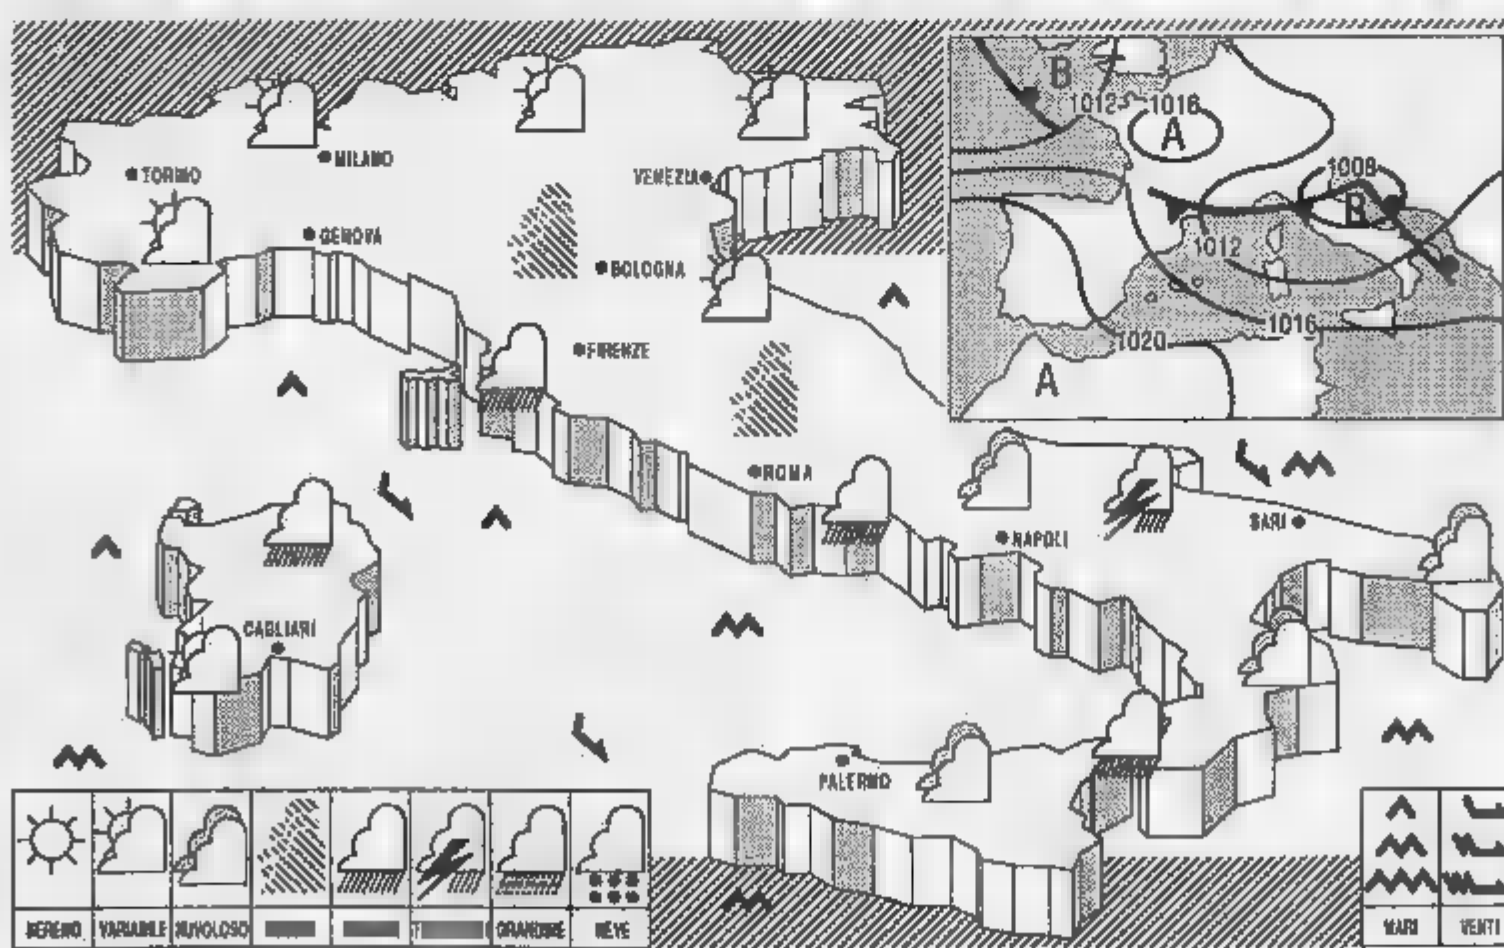 B
1012
1016
A
MILANO
TORINO
VENEZIA
1008
B
GENOVA
1012
BOLOGNA
1016
FIRENZE
1020
A
ROMA
BARI
NAPOLI
CAGLIARI
PALERMO
SERENO VARIABILE NUVOLOSO GRANDINE NEVE
MARI VENTI